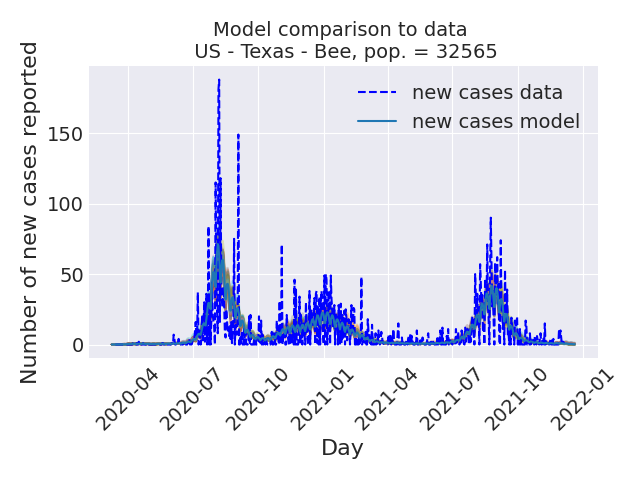 Model comparison to data
US - Texas - Bee, pop. = 32565
Number of new cases reported
new cases data
new cases model
150
100
50
0
2020-04
2020-07
2020-10
2021-01
2021-04
2021-07
2021-10
2022-01
Day